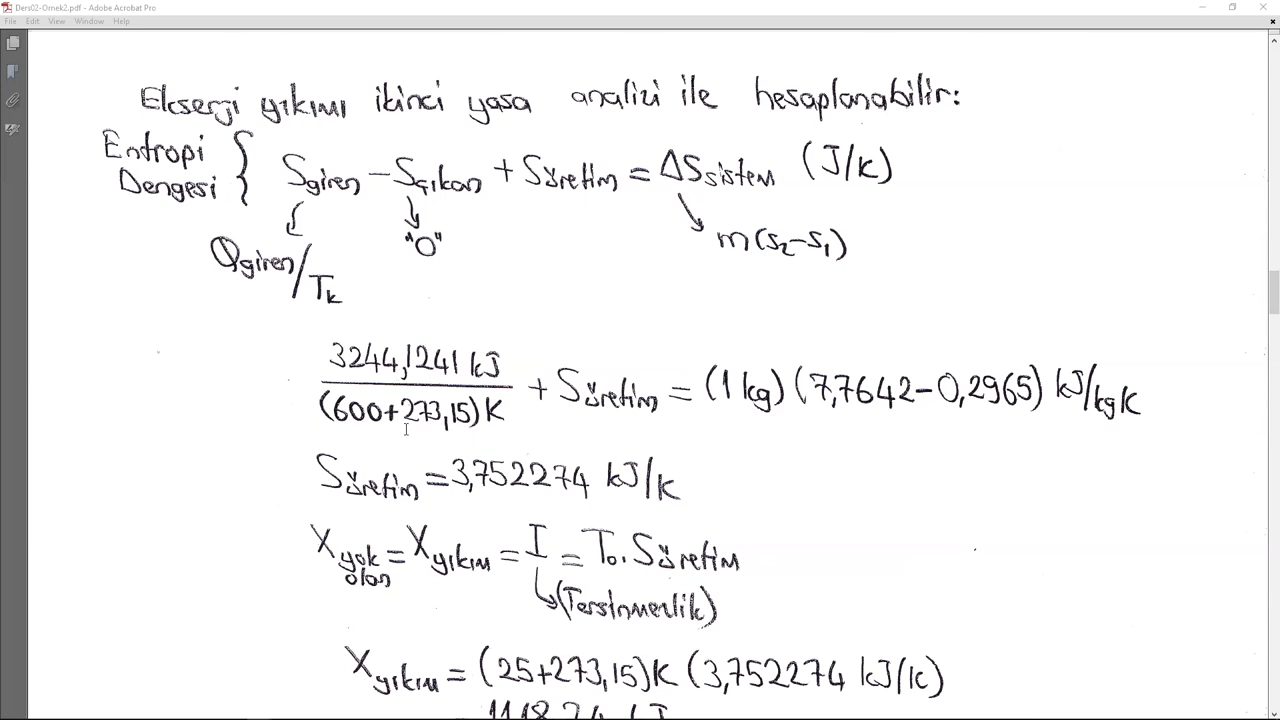 Ders02-Ornek2.pdf - Adobe Acrobat Pro
File Edit View Window Help
Ekserji yıkımı ikinci yasa analizi ile hesaplanabilir:
Entropi Dengesi { Sgiren - Sçıkan + Süretim = ΔSsistem (J/K)
Qgiren/Tk "0" m(s2-s1)
3244,1241 kJ / (600+273,15)K + Süretim = (1 kg) (7,7642-0,2965) kJ/kgK
Süretim = 3,752274 kJ/K
Xyok olan = Xyıkım = I = To.Süretim
(Tersinmezlik)
Xyıkım = (25+273,15)K (3,752274 kJ/K)